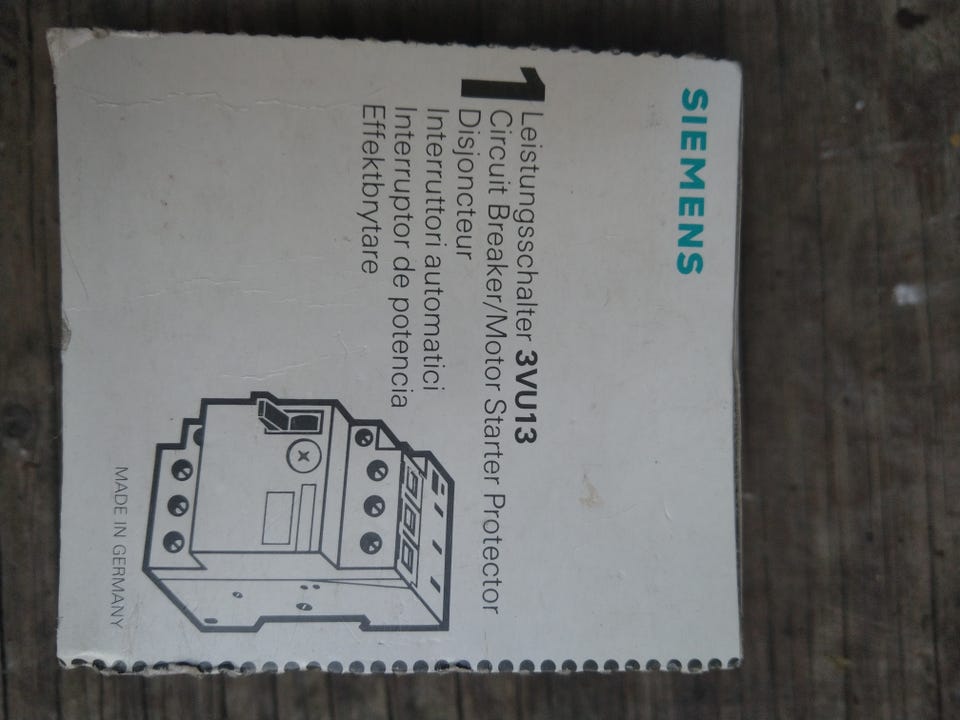 SIEMENS
1 Leistungsschalter 3VU13
Circuit Breaker/Motor Starter Protector
Disjoncteur
Interruttori automatici
Interruptor de potencia
Effektbrytare
MADE IN GERMANY